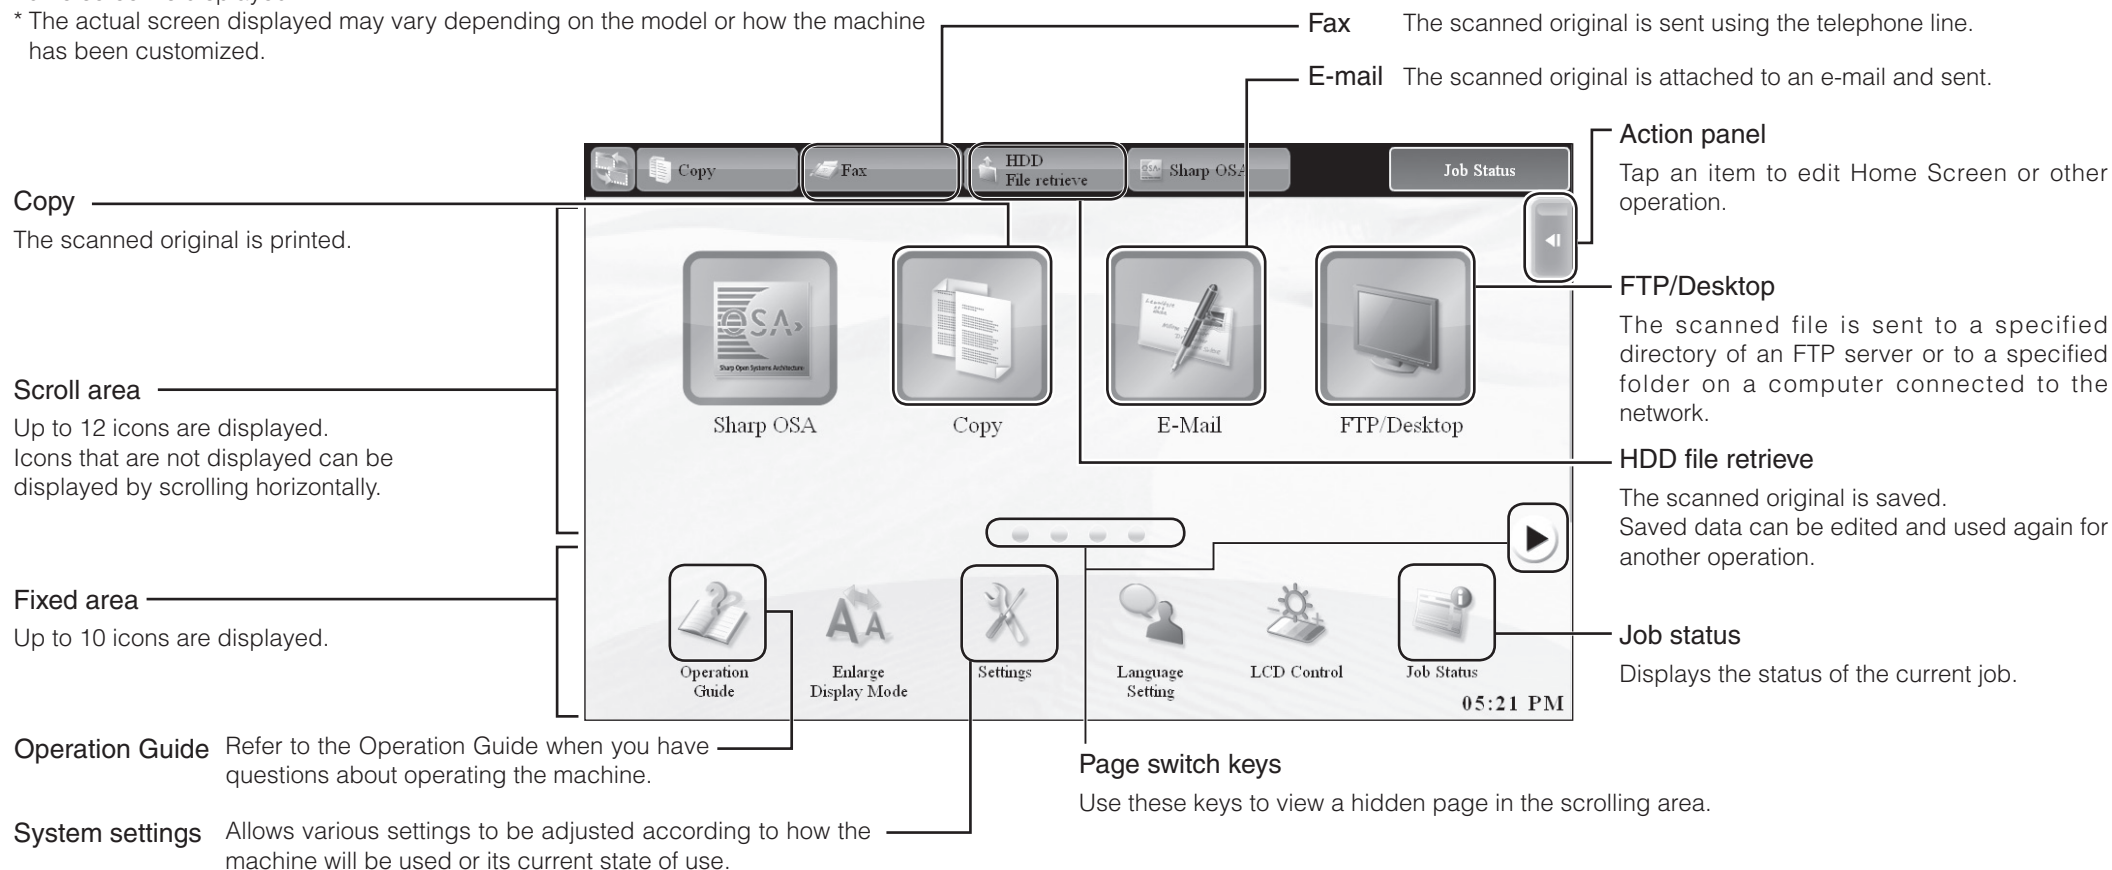 * The actual screen displayed may vary depending on the model or how the machine
has been customized.
Fax The scanned original is sent using the telephone line.
E-mail The scanned original is attached to an e-mail and sent.
Action panel
Tap an item to edit Home Screen or other
operation.
Copy
The scanned original is printed.
Copy
Fax
HDD
File retrieve
Sharp OSA
Job Status
FTP/Desktop
The scanned file is sent to a specified
directory of an FTP server or to a specified
folder on a computer connected to the
network.
OSA
Sharp Open Systems Architecture
Sharp OSA
Copy
E-Mail
FTP/Desktop
Scroll area
Up to 12 icons are displayed.
Icons that are not displayed can be
displayed by scrolling horizontally.
HDD file retrieve
The scanned original is saved.
Saved data can be edited and used again for
another operation.
Fixed area
Up to 10 icons are displayed.
A A
Operation
Guide
Enlarge
Display Mode
Settings
Language
Setting
LCD Control
Job Status
05:21 PM
Job status
Displays the status of the current job.
Operation Guide Refer to the Operation Guide when you have
questions about operating the machine.
Page switch keys
Use these keys to view a hidden page in the scrolling area.
System settings Allows various settings to be adjusted according to how the
machine will be used or its current state of use.